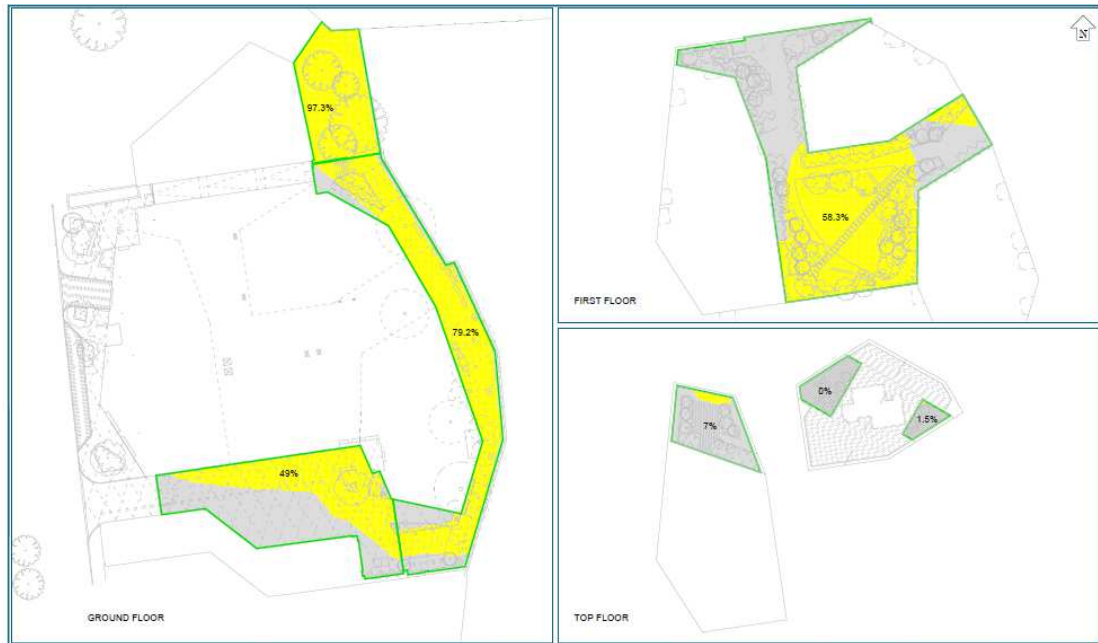 97.3%
79.2%
49%
GROUND FLOOR
N
58.3%
FIRST FLOOR
0%
1.5%
7%
TOP FLOOR